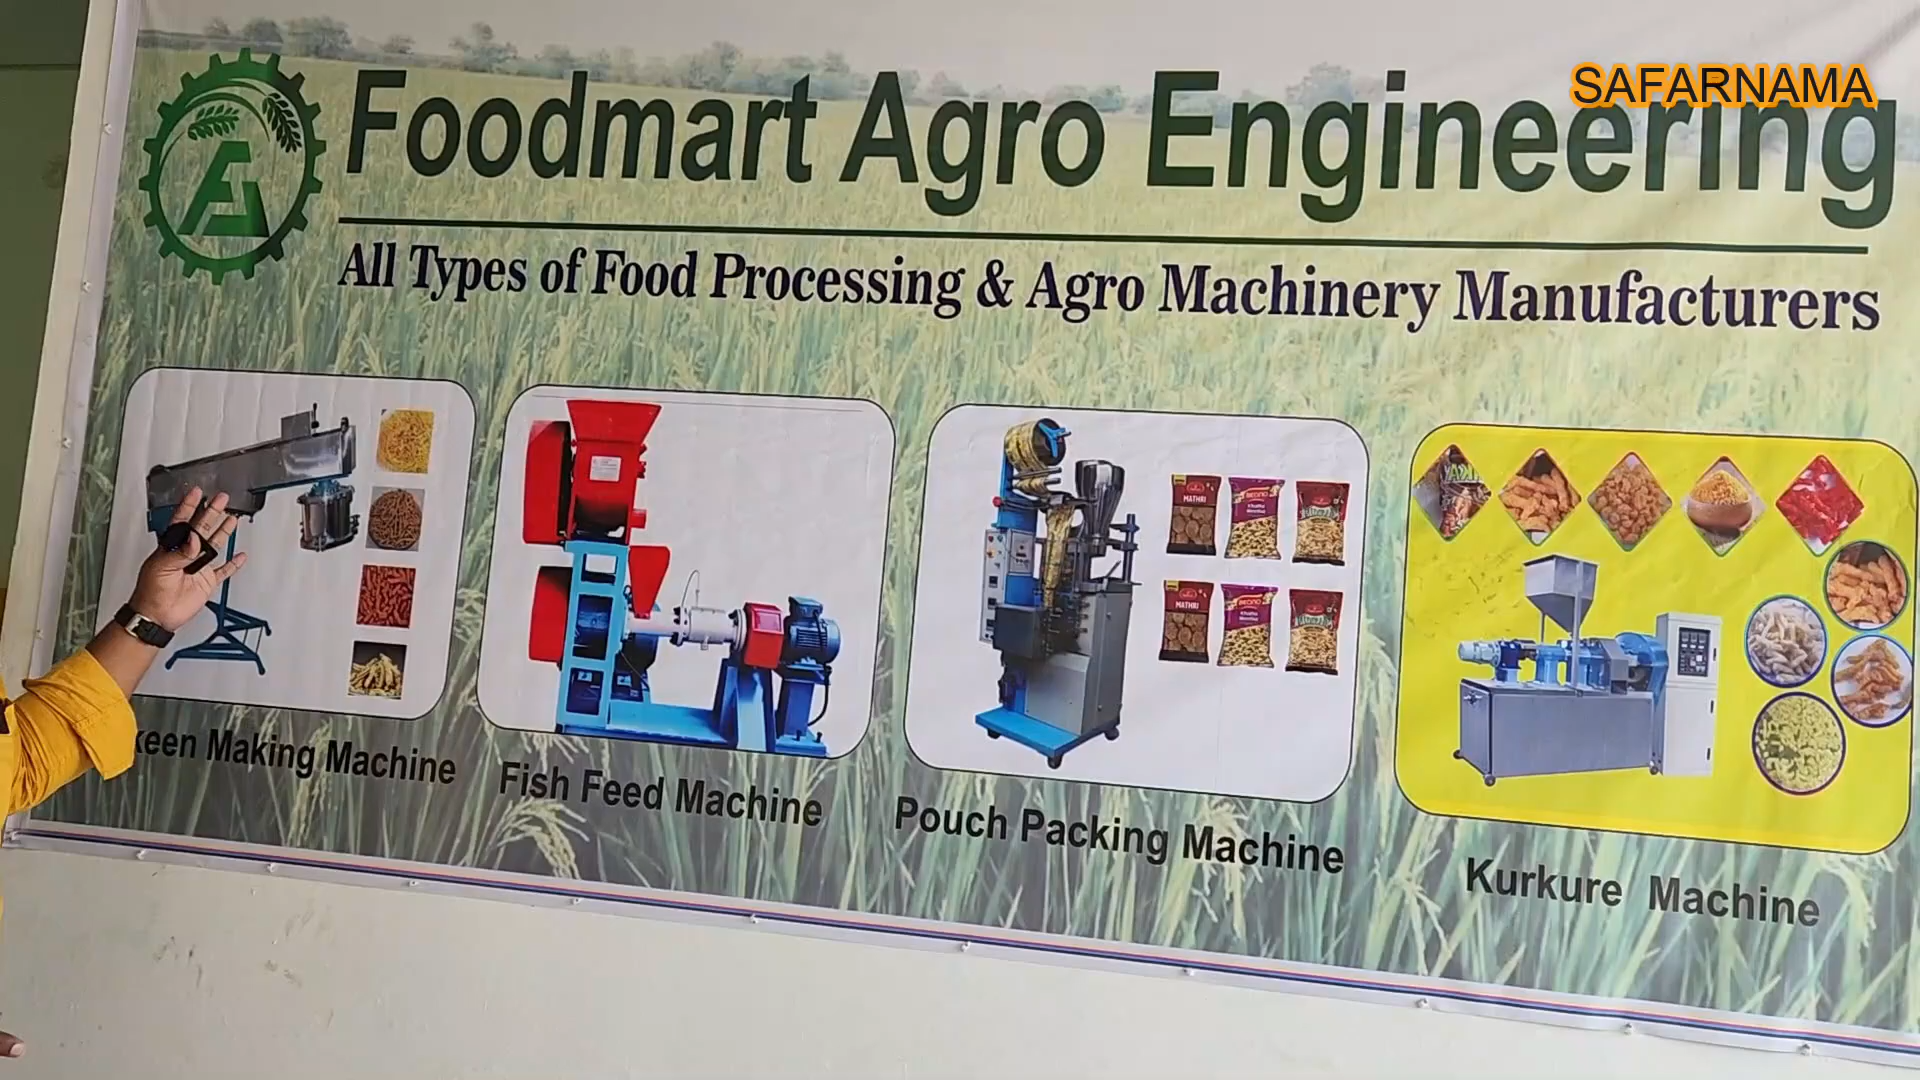 SAFARNAMA
Foodmart Agro Engineering
All Types of Food Processing & Agro Machinery Manufacturers
MATHRI
MATHRI
keen Making Machine
Fish Feed Machine
Pouch Packing Machine
Kurkure Machine